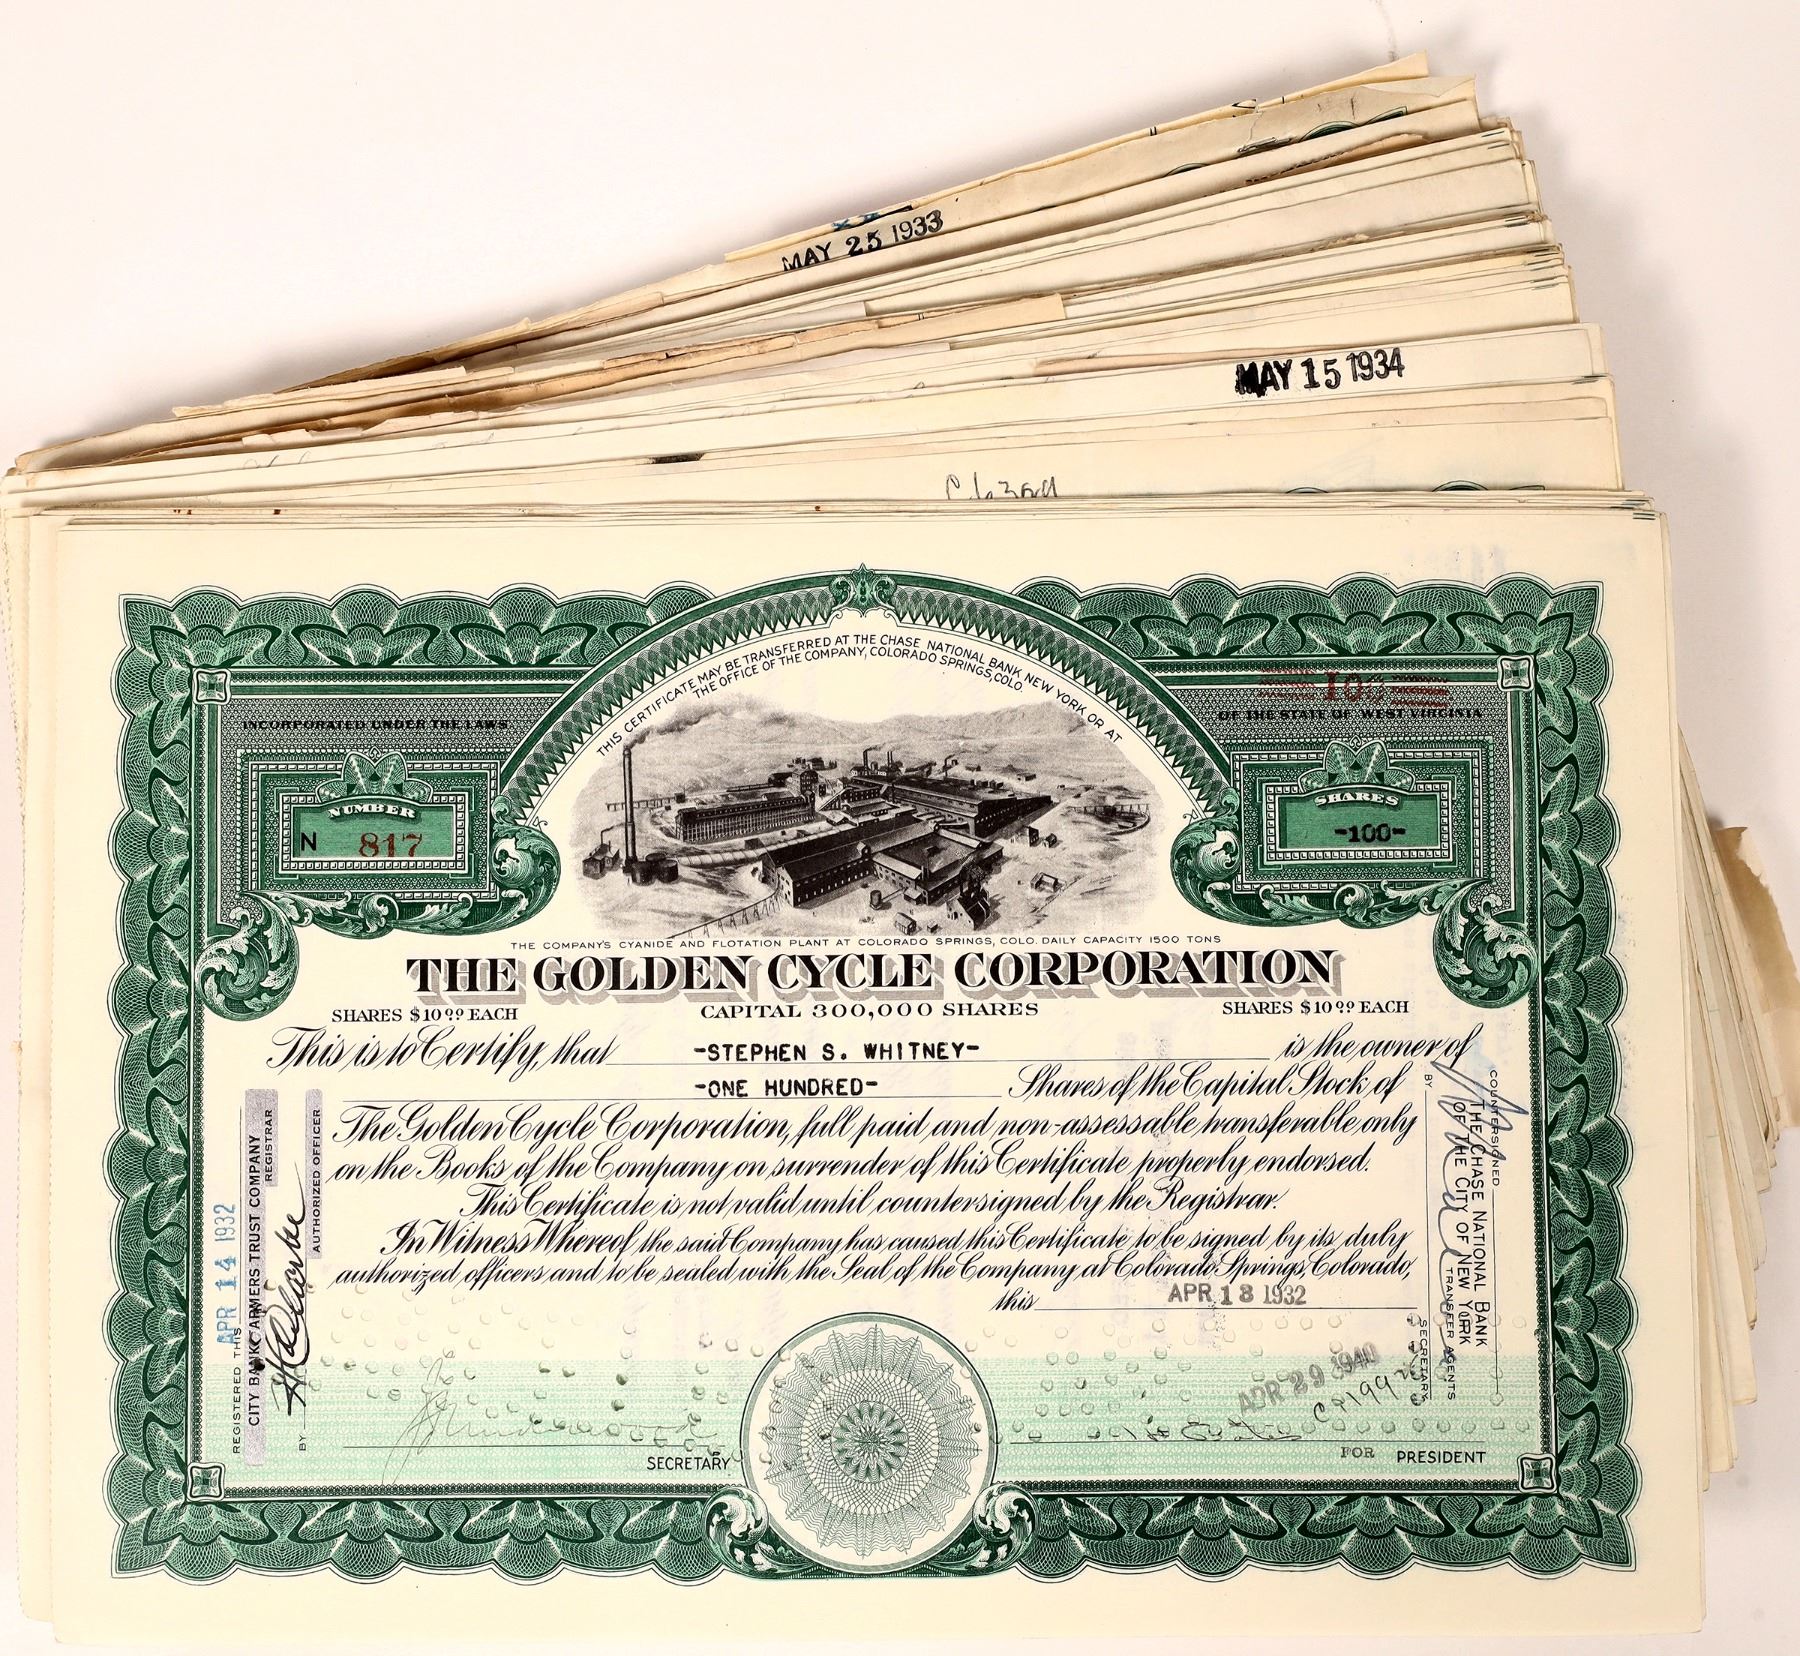 MAY 25 1933
MAY 15 1934
THIS CERTIFICATE MAY BE TRANSFERRED AT THE CHASE NATIONAL BANK NEW YORK OR AT
THE OFFICE OF THE COMPANY, COLORADO SPRINGS, COLO.
INCORPORATED UNDER THE LAWS
100
OF THE STATE OF WEST VIRGINIA
NUMBER
N 817
SHARES
-100-
THE COMPANY'S CYANIDE AND FLOTATION PLANT AT COLORADO SPRINGS, COLO. DAILY CAPACITY 1500 TONS
THE GOLDEN CYCLE CORPORATION
SHARES $10.00 EACH
CAPITAL 300,000 SHARES
SHARES $10.00 EACH
This is to Certify, that -STEPHEN S. WHITNEY- is the owner of
-ONE HUNDRED- Shares of the Capital Stock of
The Golden Cycle Corporation, full paid and non-assessable transferable only
on the Books of the Company on surrender of this Certificate properly endorsed.
This Certificate is not valid until countersigned by the Registrar.
In Witness Whereof the said Company has caused this Certificate to be signed by its duly
authorized officers and to be sealed with the Seal of the Company at Colorado Springs, Colorado,
this APR 13 1932
REGISTERED THIS APR 14 1932
CITY BANK FARMERS TRUST COMPANY
REGISTRAR
BY
AUTHORIZED OFFICER
COUNTERSIGNED
THE CHASE NATIONAL BANK
OF THE CITY OF NEW YORK
TRANSFER AGENTS
BY
SECRETARY
APR 29 1940
SECRETARY
FOR PRESIDENT